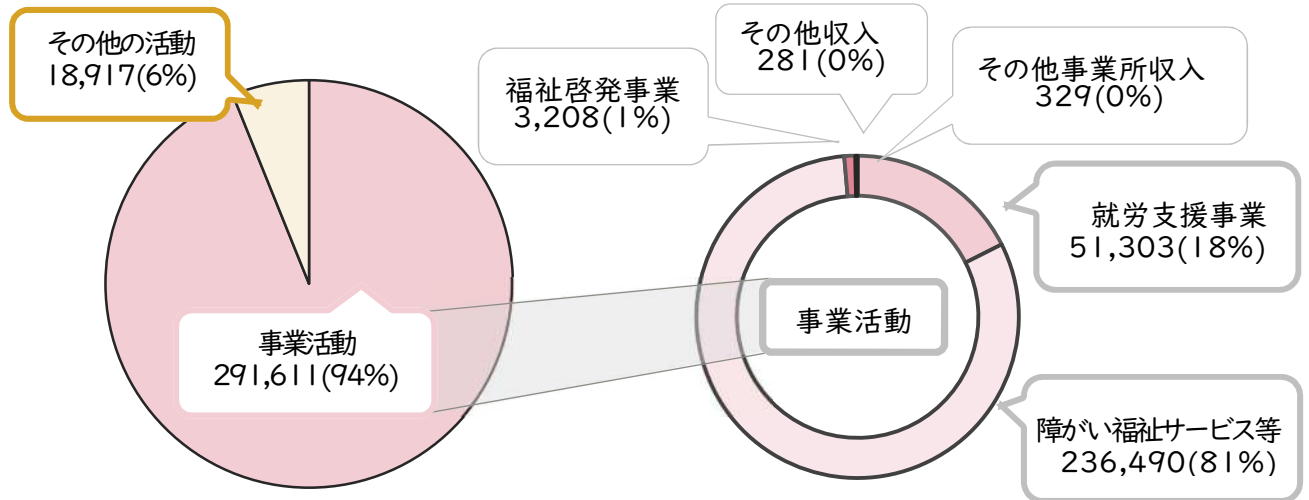 その他の活動
18,917(6%)
事業活動
291,611(94%)
福祉啓発事業
3,208(1%)
その他収入
281(0%)
その他事業所収入
329(0%)
就労支援事業
51,303(18%)
事業活動
障がい福祉サービス等
236,490(81%)